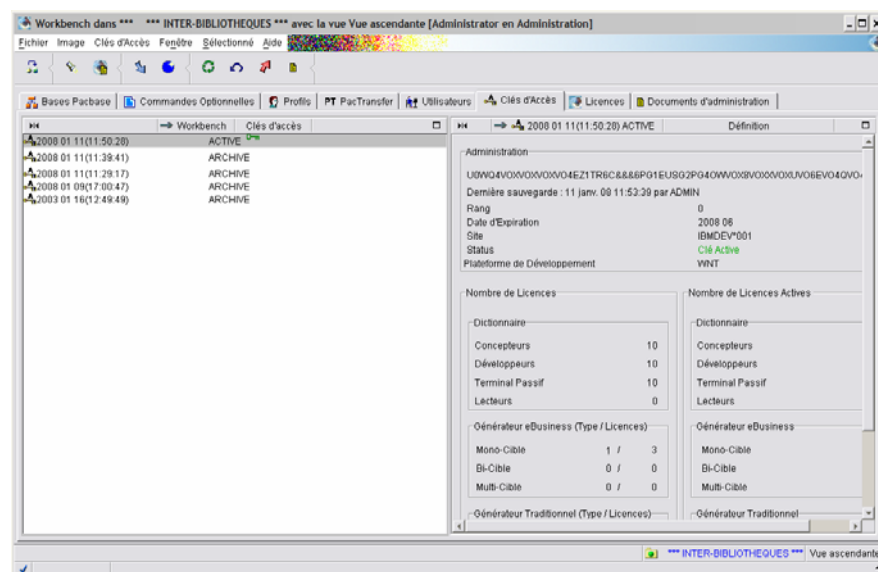 Workbench dans *** *** INTER-BIBLIOTHEQUES *** avec la vue Vue ascendante [Administrator en Administration]
Fichier Image Clés d'Accès Fenêtre Sélectionné Aide
Bases Pacbase Commandes Optionnelles Profils PT PacTransfer Utilisateurs Clés d'Accès Licences Documents d'administration
Workbench Clés d'accès
2008 01 11(11:50:28) ACTIVE
2008 01 11(11:39:41) ARCHIVE
2008 01 11(11:29:17) ARCHIVE
2008 01 09(17:00:47) ARCHIVE
2003 01 16(12:49:49) ARCHIVE
2008 01 11(11:50:28) ACTIVE Définition
Administration
Dernière sauvegarde : 11 janv. 08 11:53:39 par ADMIN
Rang 0
Date d'Expiration 2008 06
Site IBMDEV*001
Status Clé Active
Plateforme de Développement WNT
Nombre de Licences Nombre de Licences Actives
Dictionnaire Dictionnaire
Concepteurs 10 Concepteurs
Développeurs 10 Développeurs
Terminal Passif 10 Terminal Passif
Lecteurs 0 Lecteurs
Générateur eBusiness (Type / Licences) Générateur eBusiness
Mono-Cible 1 / 3 Mono-Cible
Bi-Cible 0 / 0 Bi-Cible
Multi-Cible 0 / 0 Multi-Cible
Générateur Traditionnel (Type / Licences) Générateur Traditionnel
*** INTER-BIBLIOTHEQUES *** Vue ascendante